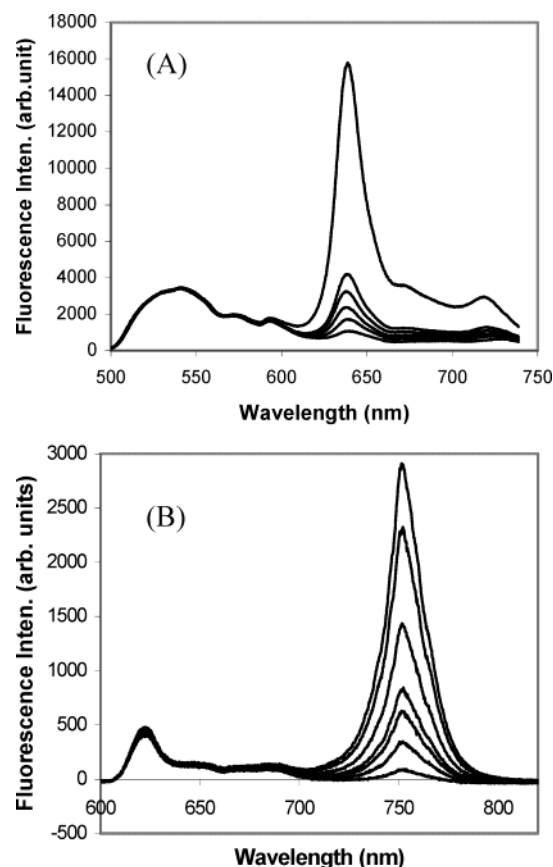 (A)
Fluorescence Inten. (arb.unit)
18000
16000
14000
12000
10000
8000
6000
4000
2000
0
500 550 600 650 700 750
Wavelength (nm)
(B)
Fluorescence Inten. (arb. units)
3000
2500
2000
1500
1000
500
0
-500
600 650 700 750 800
Wavelength (nm)